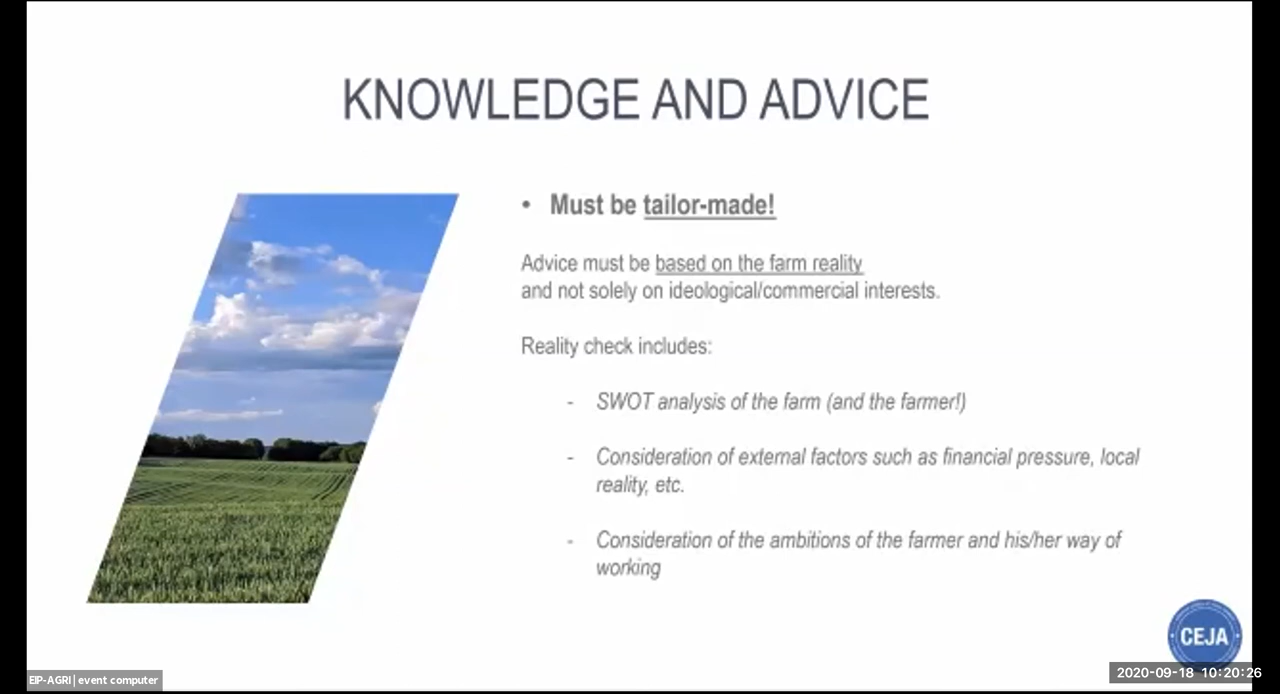 KNOWLEDGE AND ADVICE
• Must be tailor-made!
Advice must be based on the farm reality
and not solely on ideological/commercial interests.
Reality check includes:
- SWOT analysis of the farm (and the farmer!)
- Consideration of external factors such as financial pressure, local
reality, etc.
- Consideration of the ambitions of the farmer and his/her way of
working
CEJA
EIP-AGRI | event computer
2020-09-18 10:20:26